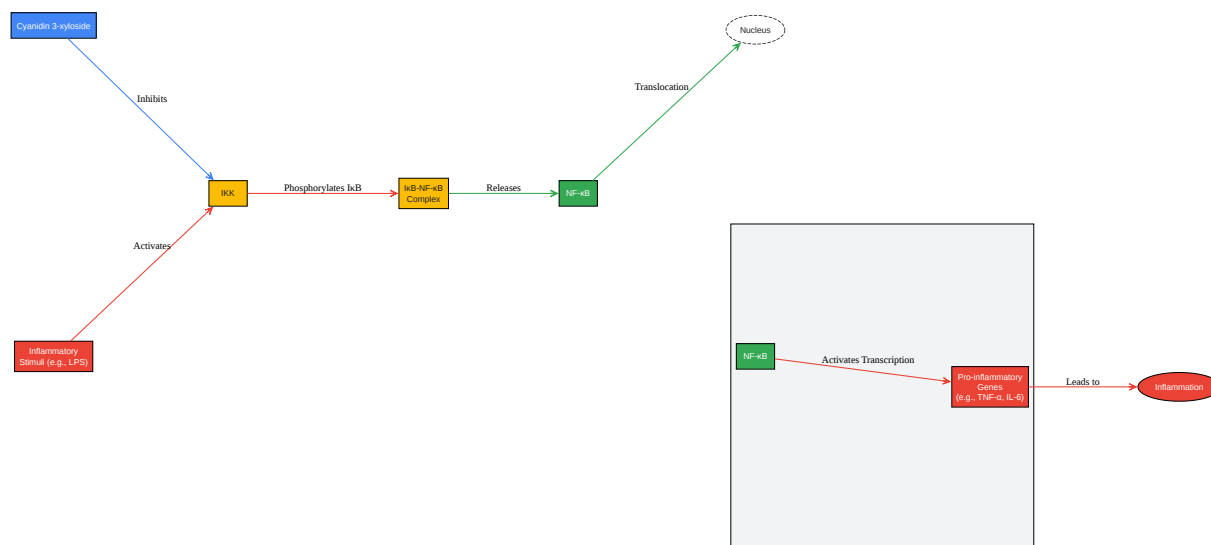 Cyanidin 3-xyloside
Nucleus
Translocation
Inhibits
IKK
Phosphorylates IκB
IκB-NF-κB
Complex
Releases
NF-κB
Activates
Inflammatory
Stimuli (e.g., LPS)
NF-κB
Activates Transcription
Pro-inflammatory
Genes
(e.g., TNF-α, IL-6)
Leads to
Inflammation